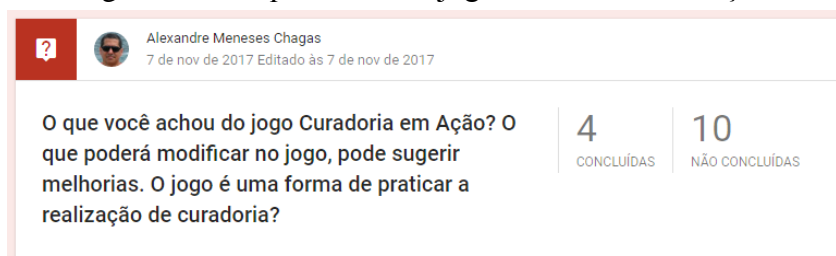 Alexandre Meneses Chagas
7 de nov de 2017 Editado às 7 de nov de 2017
O que você achou do jogo Curadoria em Ação? O
que poderá modificar no jogo, pode sugerir
melhorias. O jogo é uma forma de praticar a
realização de curadoria?
4
CONCLUÍDAS
10
NÃO CONCLUÍDAS